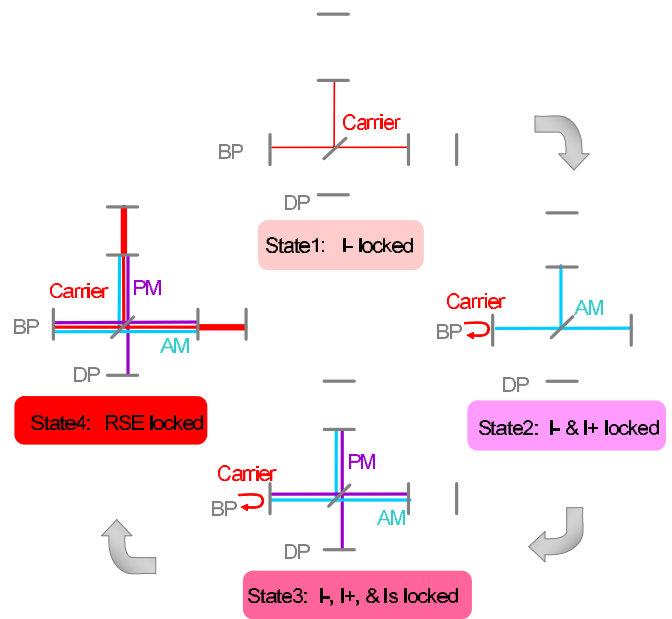 Carrier
BP
DP
State1: l- locked
Carrier
AM
BP
DP
State2: l- & l+ locked
PM
Carrier
BP
AM
DP
State3: l-, l+, & ls locked
Carrier
PM
BP
AM
DP
State4: RSE locked